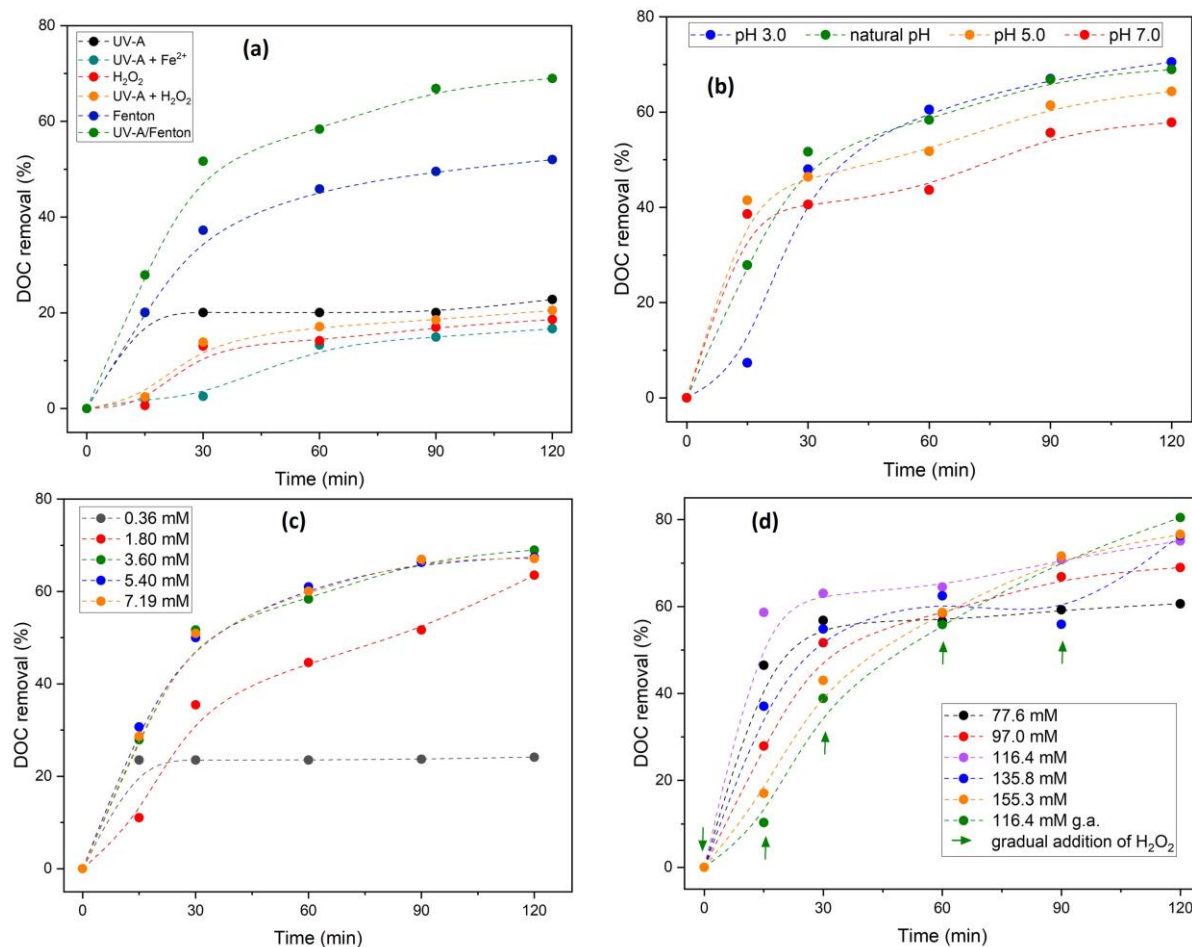 (a)
UV-A
UV-A + Fe²⁺
H₂O₂
UV-A + H₂O₂
Fenton
UV-A/Fenton
80
60
40
20
0
DOC removal (%)
0 30 60 90 120
Time (min)
pH 3.0 natural pH pH 5.0 pH 7.0
(b)
80
70
60
50
40
30
20
10
0
DOC removal (%)
0 30 60 90 120
Time (min)
(c)
0.36 mM
1.80 mM
3.60 mM
5.40 mM
7.19 mM
80
60
40
20
0
DOC removal (%)
0 30 60 90 120
Time (min)
(d)
80
60
40
20
0
DOC removal (%)
77.6 mM
97.0 mM
116.4 mM
135.8 mM
155.3 mM
116.4 mM g.a.
gradual addition of H₂O₂
0 30 60 90 120
Time (min)